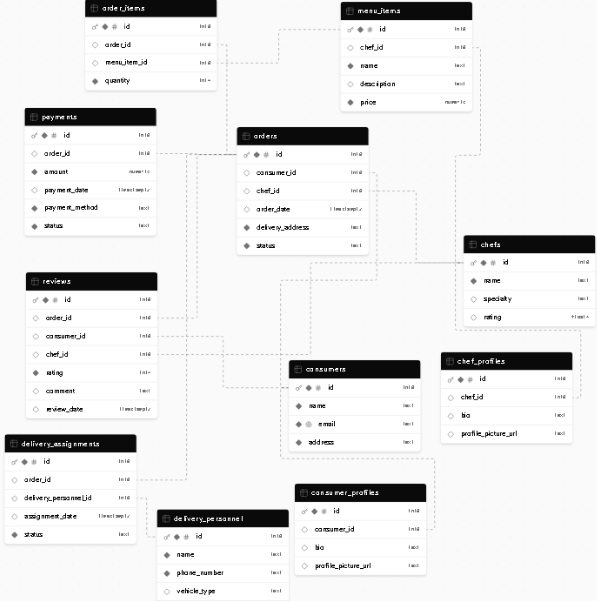 order_items
id int8
order_id int8
menu_item_id int8
quantity int4
menu_items
id int8
chef_id int8
name text
description text
price numeric
payments
id int8
order_id int8
amount numeric
payment_date timestamptz
payment_method text
status text
orders
id int8
consumer_id int8
chef_id int8
order_date timestamptz
delivery_address text
status text
chefs
id int8
name text
specialty text
rating float4
reviews
id int8
order_id int8
consumer_id int8
chef_id int8
rating int4
comment text
review_date timestamptz
consumers
id int8
name text
email text
address text
chef_profiles
id int8
chef_id int8
bio text
profile_picture_url text
delivery_assignments
id int8
order_id int8
delivery_personnel_id int8
assignment_date timestamptz
status text
delivery_personnel
id int8
name text
phone_number text
vehicle_type text
consumer_profiles
id int8
consumer_id int8
bio text
profile_picture_url text